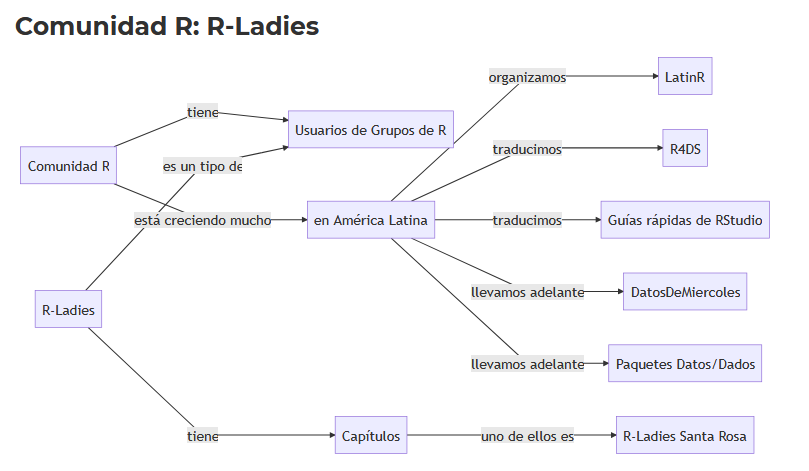 Comunidad R: R-Ladies
organizamos
LatinR
tiene
Usuarios de Grupos de R
traducimos
R4DS
Comunidad R
es un tipo de
está creciendo mucho
en América Latina
traducimos
Guías rápidas de RStudio
llevamos adelante
DatosDeMiercoles
R-Ladies
llevamos adelante
Paquetes Datos/Dados
tiene
Capítulos
uno de ellos es
R-Ladies Santa Rosa